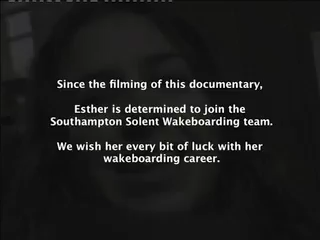 Since the filming of this documentary,
Esther is determined to join the
Southampton Solent Wakeboarding team.
We wish her every bit of luck with her
wakeboarding career.